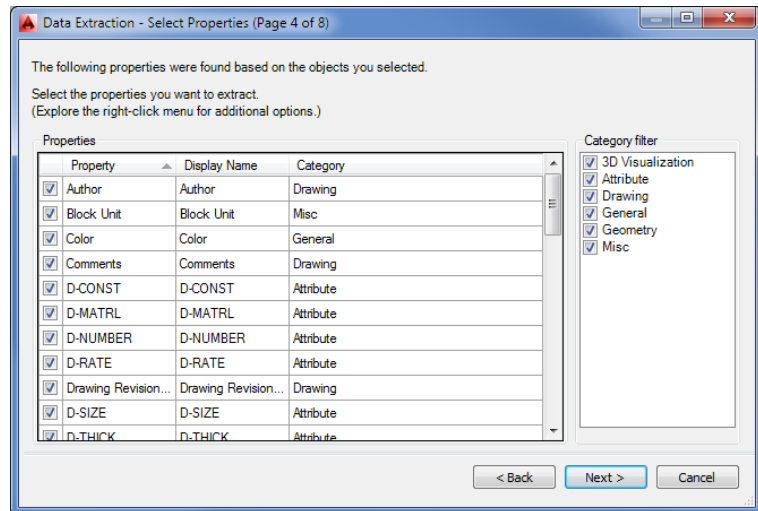 Data Extraction - Select Properties (Page 4 of 8)
The following properties were found based on the objects you selected.
Select the properties you want to extract.
(Explore the right-click menu for additional options.)
Properties
Property Display Name Category
Author Author Drawing
Block Unit Block Unit Misc
Color Color General
Comments Comments Drawing
D-CONST D-CONST Attribute
D-MATRL D-MATRL Attribute
D-NUMBER D-NUMBER Attribute
D-RATE D-RATE Attribute
Drawing Revision... Drawing Revision... Drawing
D-SIZE D-SIZE Attribute
D-THICK D-THICK Attribute
Category filter
3D Visualization
Attribute
Drawing
General
Geometry
Misc
< Back Next > Cancel